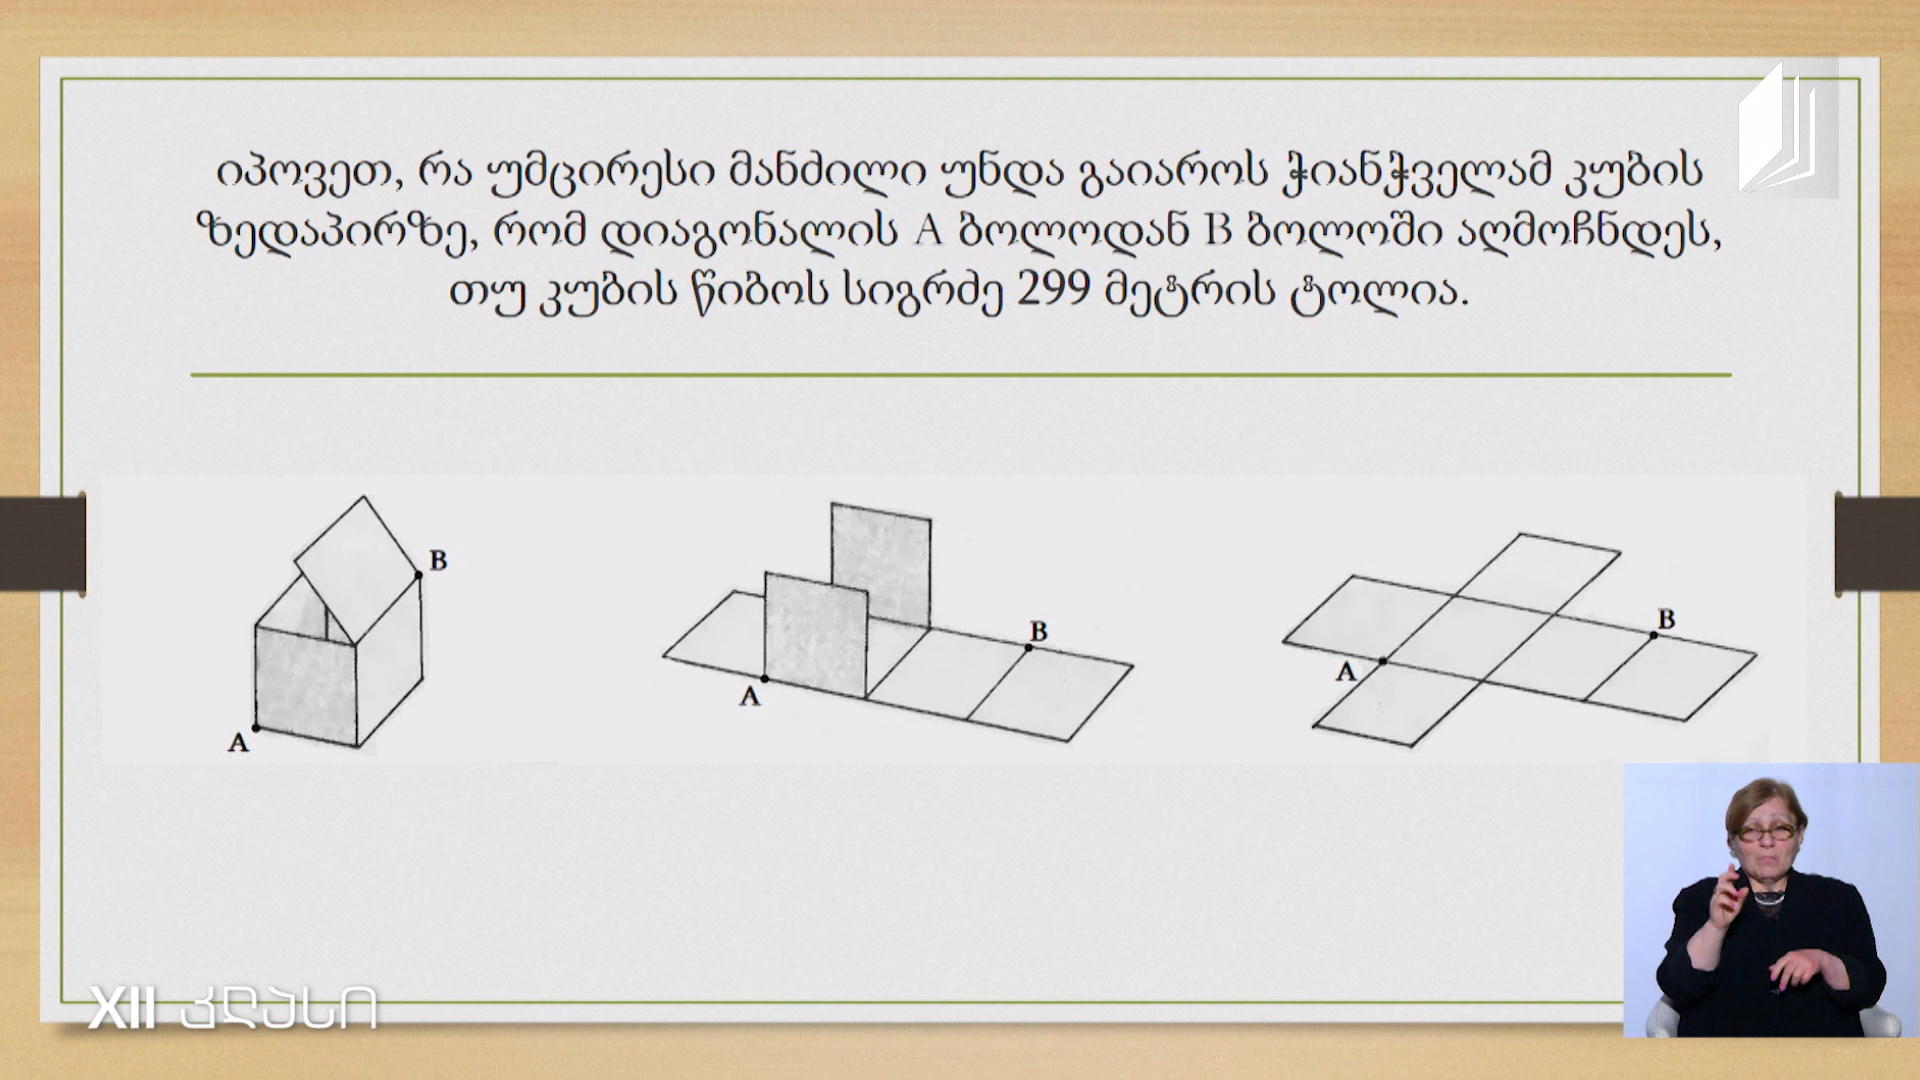 იპოვეთ, რა უმცირესი მანძილი უნდა გაიაროს ჭიანჭველამ კუბის
ზედაპირზე, რომ დიაგონალის A ბოლოდან B ბოლოში აღმოჩნდეს,
თუ კუბის წიბოს სიგრძე 299 მეტრის ტოლია.
B
A
B
A
B
A
XII კლასი